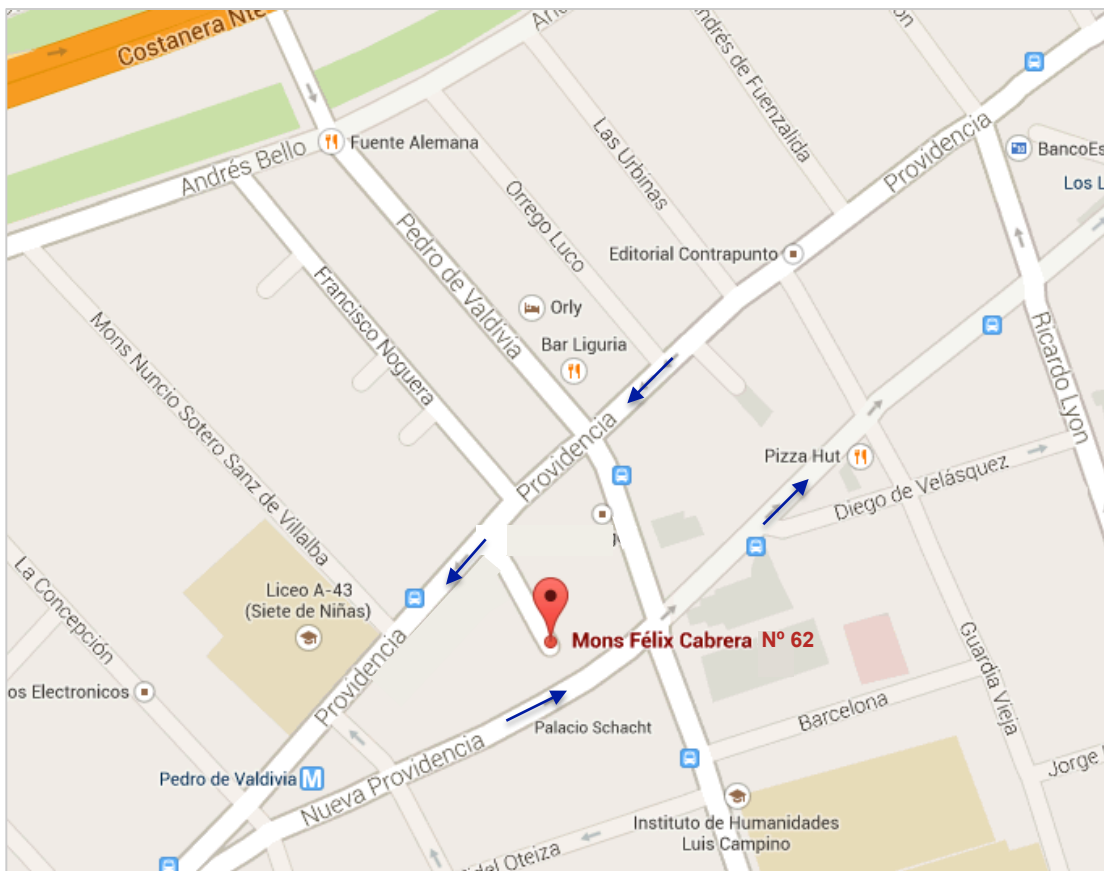 Costanera Nte
Andrés de Fuenzalida
Las Urbinas
Providencia
BancoEs
Fuente Alemana
Andrés Bello
Los L
Orrego Luco
Pedro de Valdivia
Editorial Contrapunto
Francisco Noguera
Orly
Bar Liguria
Mons Nuncio Sotero Sanz de Villalba
Ricardo Lyon
Providencia
Pizza Hut
Diego de Velásquez
La Concepción
Liceo A-43
(Siete de Niñas)
Mons Félix Cabrera Nº 62
Guardia Vieja
Providencia
os Electronicos
Barcelona
Palacio Schacht
Nueva Providencia
Pedro de Valdivia M
Jorge
Instituto de Humanidades
Luis Campino
Fidel Oteiza